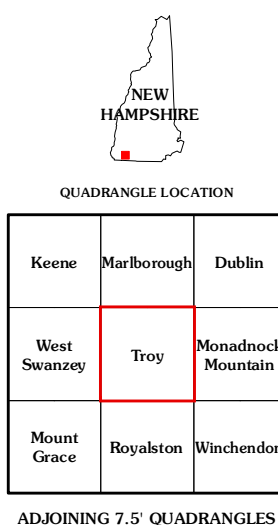 NEW
HAMPSHIRE
QUADRANGLE LOCATION
Keene Marlborough Dublin
West Swanzey Troy Monadnock Mountain
Mount Grace Royalston Winchendon
ADJOINING 7.5' QUADRANGLES